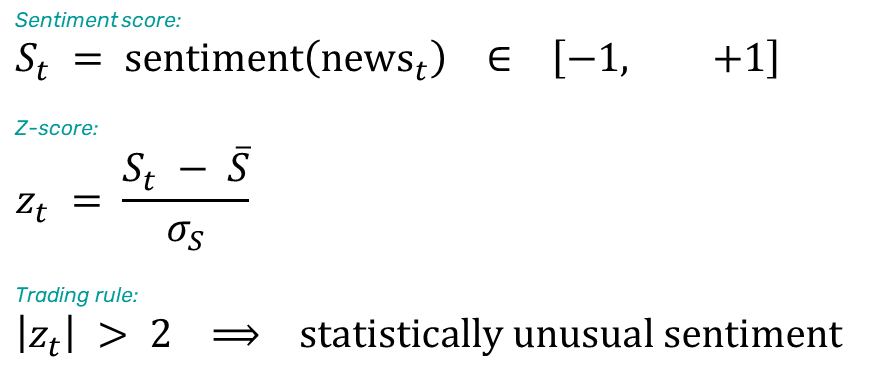 Sentiment score:
S_t = sentiment(news_t) ∈ [−1, +1]
Z-score:
z_t = (S_t − S̄) / σ_S
Trading rule:
|z_t| > 2 ⟹ statistically unusual sentiment